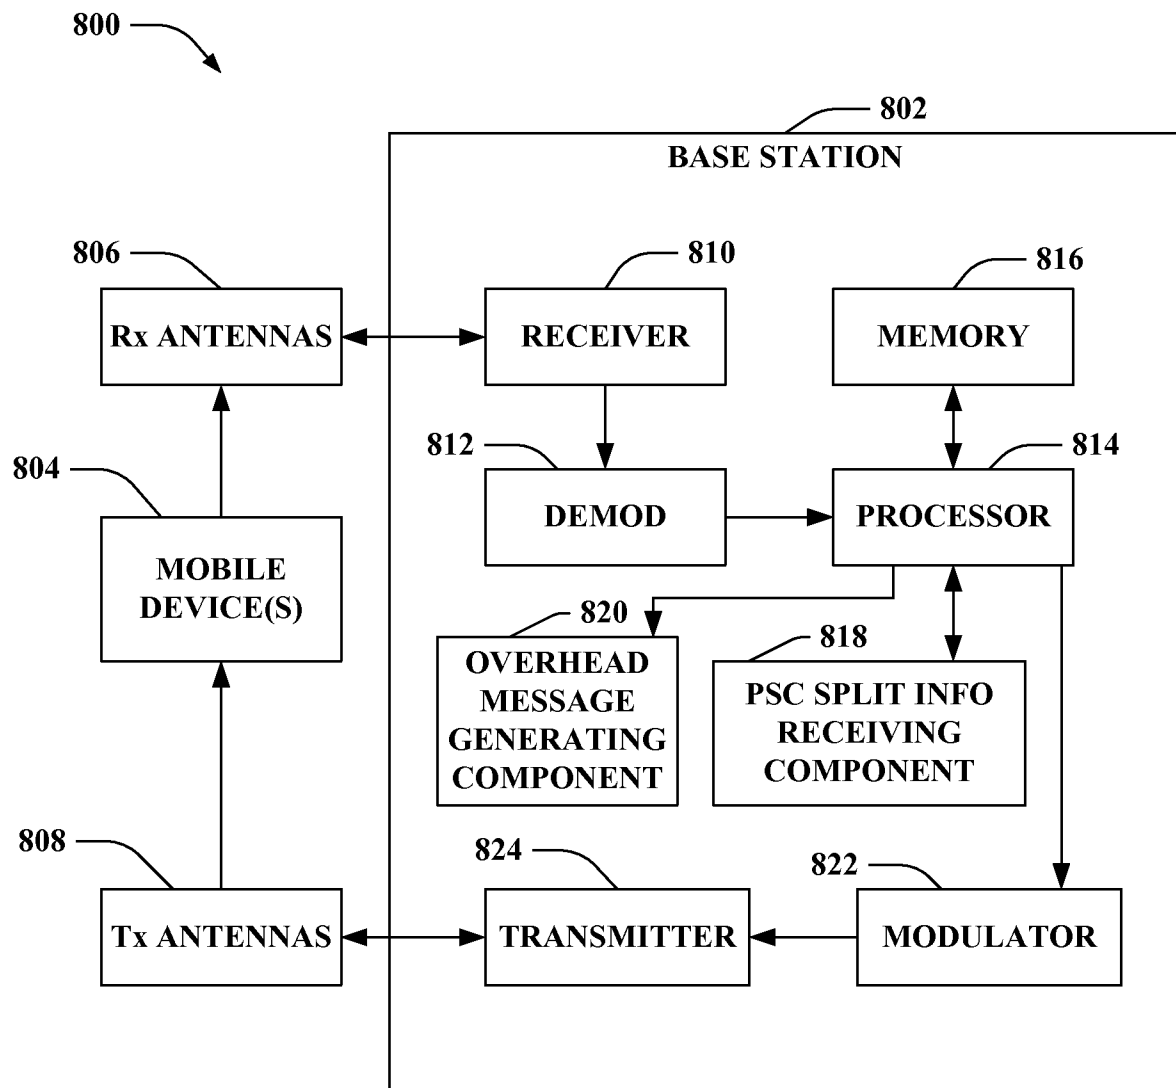 800
802
BASE STATION
806
810
816
Rx ANTENNAS
RECEIVER
MEMORY
804
812
814
MOBILE
DEVICE(S)
DEMOD
PROCESSOR
820
818
OVERHEAD
MESSAGE
GENERATING
COMPONENT
PSC SPLIT INFO
RECEIVING
COMPONENT
808
824
822
Tx ANTENNAS
TRANSMITTER
MODULATOR